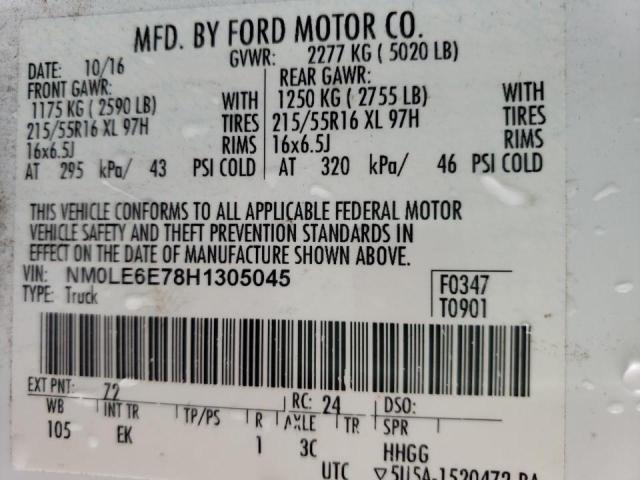 MFD. BY FORD MOTOR CO.
DATE: 10/16 GVWR: 2277 KG ( 5020 LB)
FRONT GAWR: REAR GAWR:
1175 KG ( 2590 LB) WITH 1250 KG ( 2755 LB) WITH
215/55R16 XL 97H TIRES 215/55R16 XL 97H TIRES
16x6.5J RIMS 16x6.5J RIMS
AT 295 kPa/ 43 PSI COLD AT 320 kPa/ 46 PSI COLD
THIS VEHICLE CONFORMS TO ALL APPLICABLE FEDERAL MOTOR
VEHICLE SAFETY AND THEFT PREVENTION STANDARDS IN
EFFECT ON THE DATE OF MANUFACTURE SHOWN ABOVE.
VIN: NM0LE6E78H1305045 F0347
TYPE: Truck T0901
EXT PNT: 72 RC: 24 DSO:
WB INT TR TP/PS R AXLE TR SPR
105 EK 1 3C HHGG
UTC